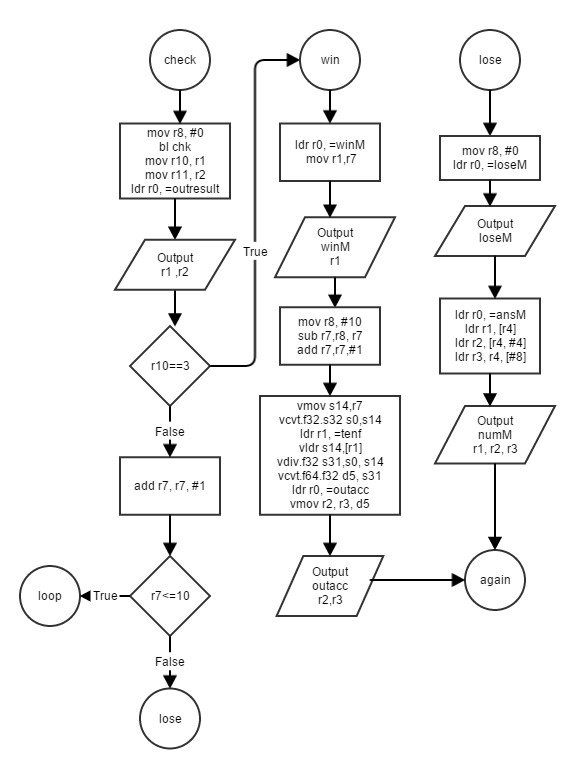 check
mov r8, #0
bl chk
mov r10, r1
mov r11, r2
ldr r0, =outresult
Output
r1 ,r2
r10==3
True
False
add r7, r7, #1
r7<=10
True
loop
False
lose
win
ldr r0, =winM
mov r1,r7
Output
winM
r1
mov r8, #10
sub r7,r8, r7
add r7,r7,#1
vmov s14,r7
vcvt.f32.s32 s0,s14
ldr r1, =tenf
vldr s14,[r1]
vdiv.f32 s31,s0, s14
vcvt.f64.f32 d5, s31
ldr r0, =outacc
vmov r2, r3, d5
Output
outacc
r2,r3
lose
mov r8, #0
ldr r0, =loseM
Output
loseM
ldr r0, =ansM
ldr r1, [r4]
ldr r2, [r4, #4]
ldr r3, r4, [#8]
Output
numM
r1, r2, r3
again